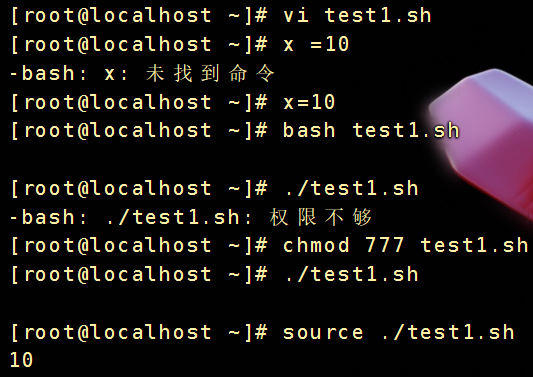 [root@localhost ~]# vi test1.sh
[root@localhost ~]# x =10
-bash: x: 未找到命令
[root@localhost ~]# x=10
[root@localhost ~]# bash test1.sh

[root@localhost ~]# ./test1.sh
-bash: ./test1.sh: 权限不够
[root@localhost ~]# chmod 777 test1.sh
[root@localhost ~]# ./test1.sh

[root@localhost ~]# source ./test1.sh
10